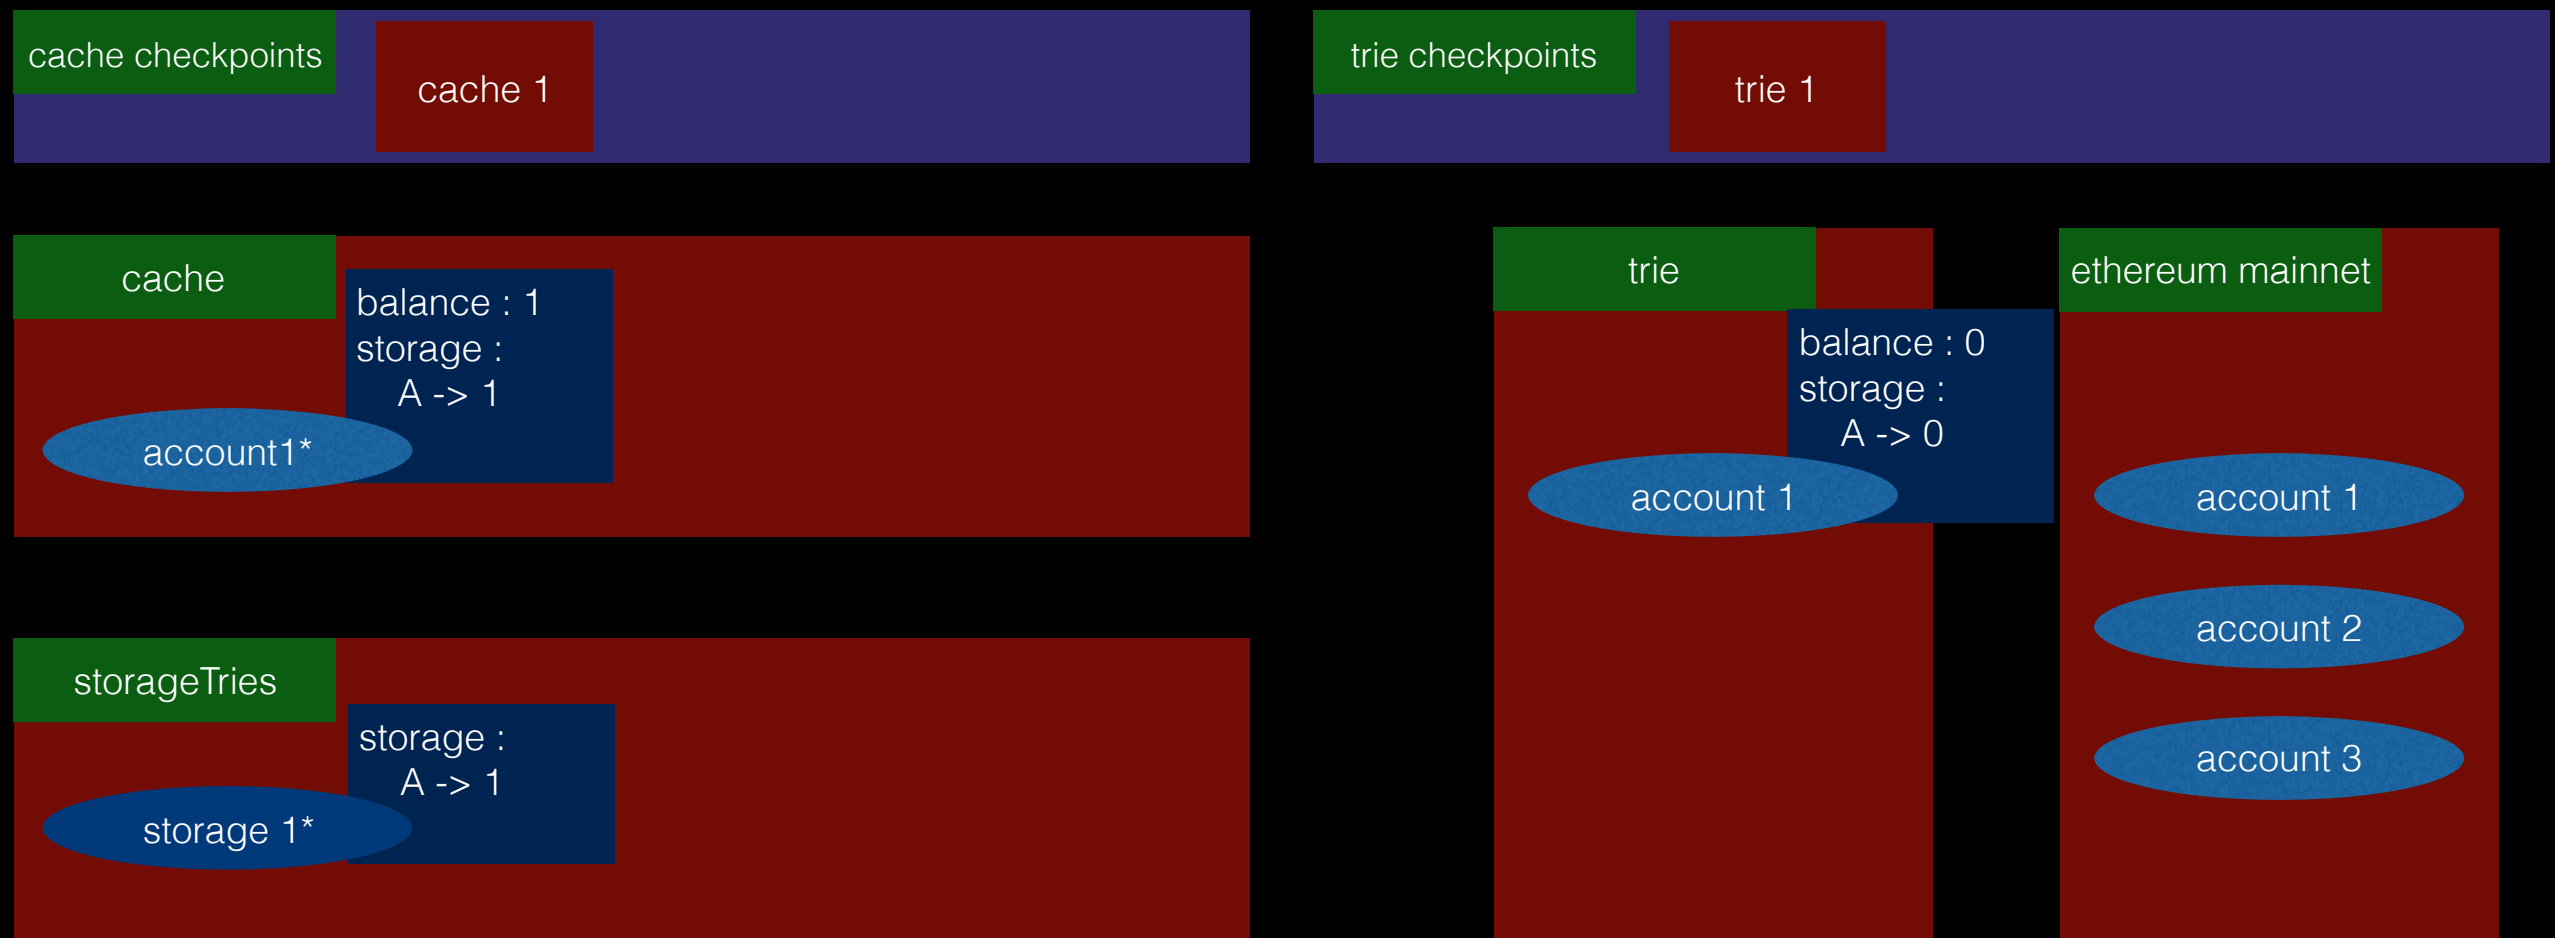 cache checkpoints
cache 1
trie checkpoints
trie 1
cache
balance : 1
storage :
A -> 1
account1*
storageTries
storage :
A -> 1
storage 1*
trie
balance : 0
storage :
A -> 0
account 1
ethereum mainnet
account 1
account 2
account 3